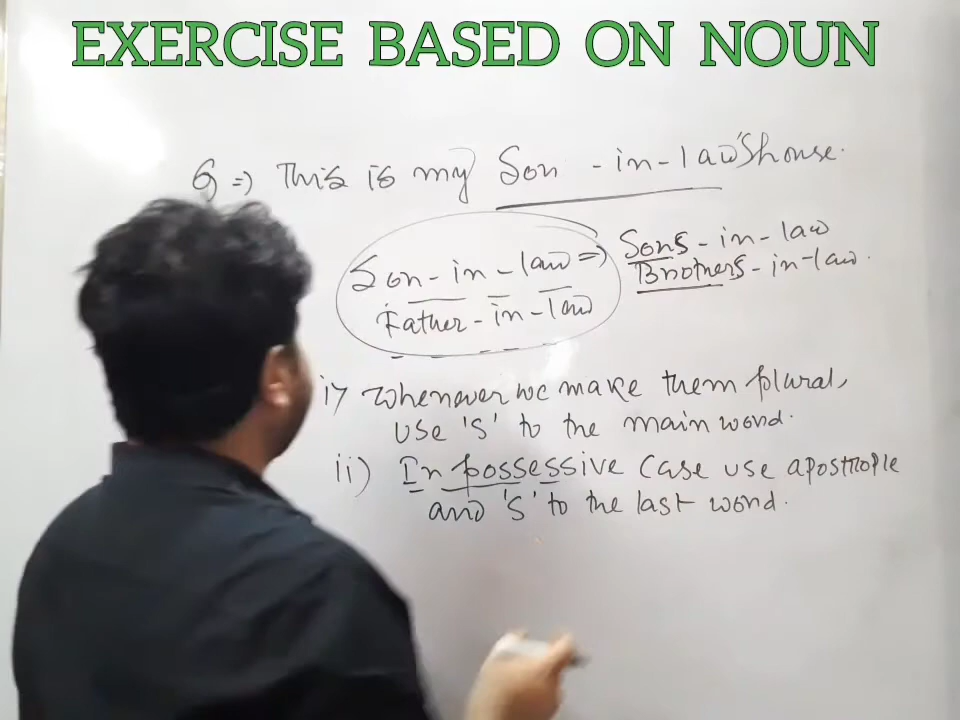 EXERCISE BASED ON NOUN
Q ⇒ This is my Son-in-law's house.
Son-in-law ⇒ Sons-in-law
Father-in-law Brothers-in-law.
i) Whenever we make them plural,
use 's' to the main word.
ii) In possessive case use apostrople
and 's' to the last word.